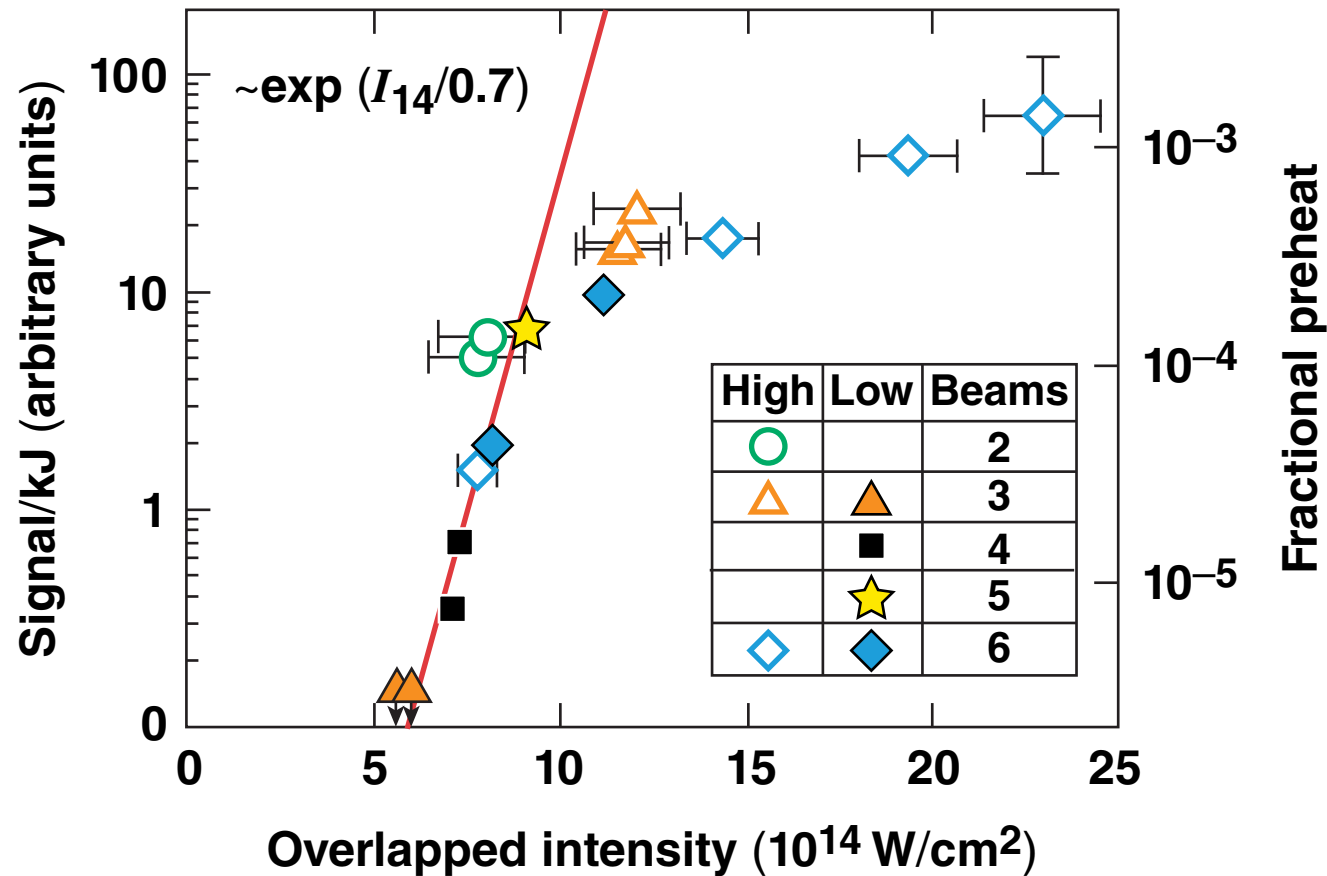 Signal/kJ (arbitrary units)
100
10
1
0
~exp (I14/0.7)
10–3
10–4
10–5
Fractional preheat
High Low Beams
2
3
4
5
6
0 5 10 15 20 25
Overlapped intensity (10¹⁴ W/cm²)